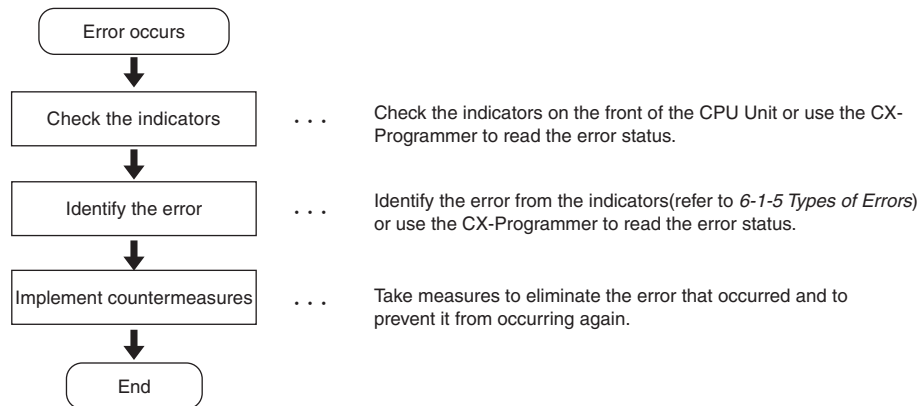 Error occurs
Check the indicators
. . .
Check the indicators on the front of the CPU Unit or use the CX-
Programmer to read the error status.
Identify the error
. . .
Identify the error from the indicators(refer to 6-1-5 Types of Errors)
or use the CX-Programmer to read the error status.
Implement countermeasures
. . .
Take measures to eliminate the error that occurred and to
prevent it from occurring again.
End